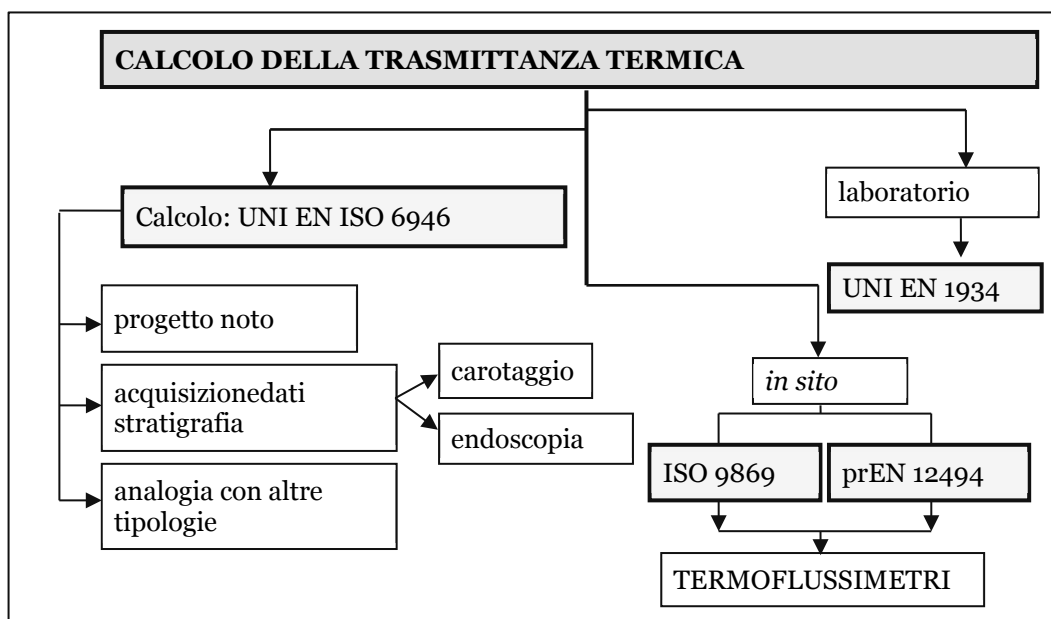 CALCOLO DELLA TRASMITTANZA TERMICA
Calcolo: UNI EN ISO 6946
laboratorio
UNI EN 1934
progetto noto
acquisizionedati
stratigrafia
carotaggio
endoscopia
analogia con altre
tipologie
in sito
ISO 9869
prEN 12494
TERMOFLUSSIMETRI